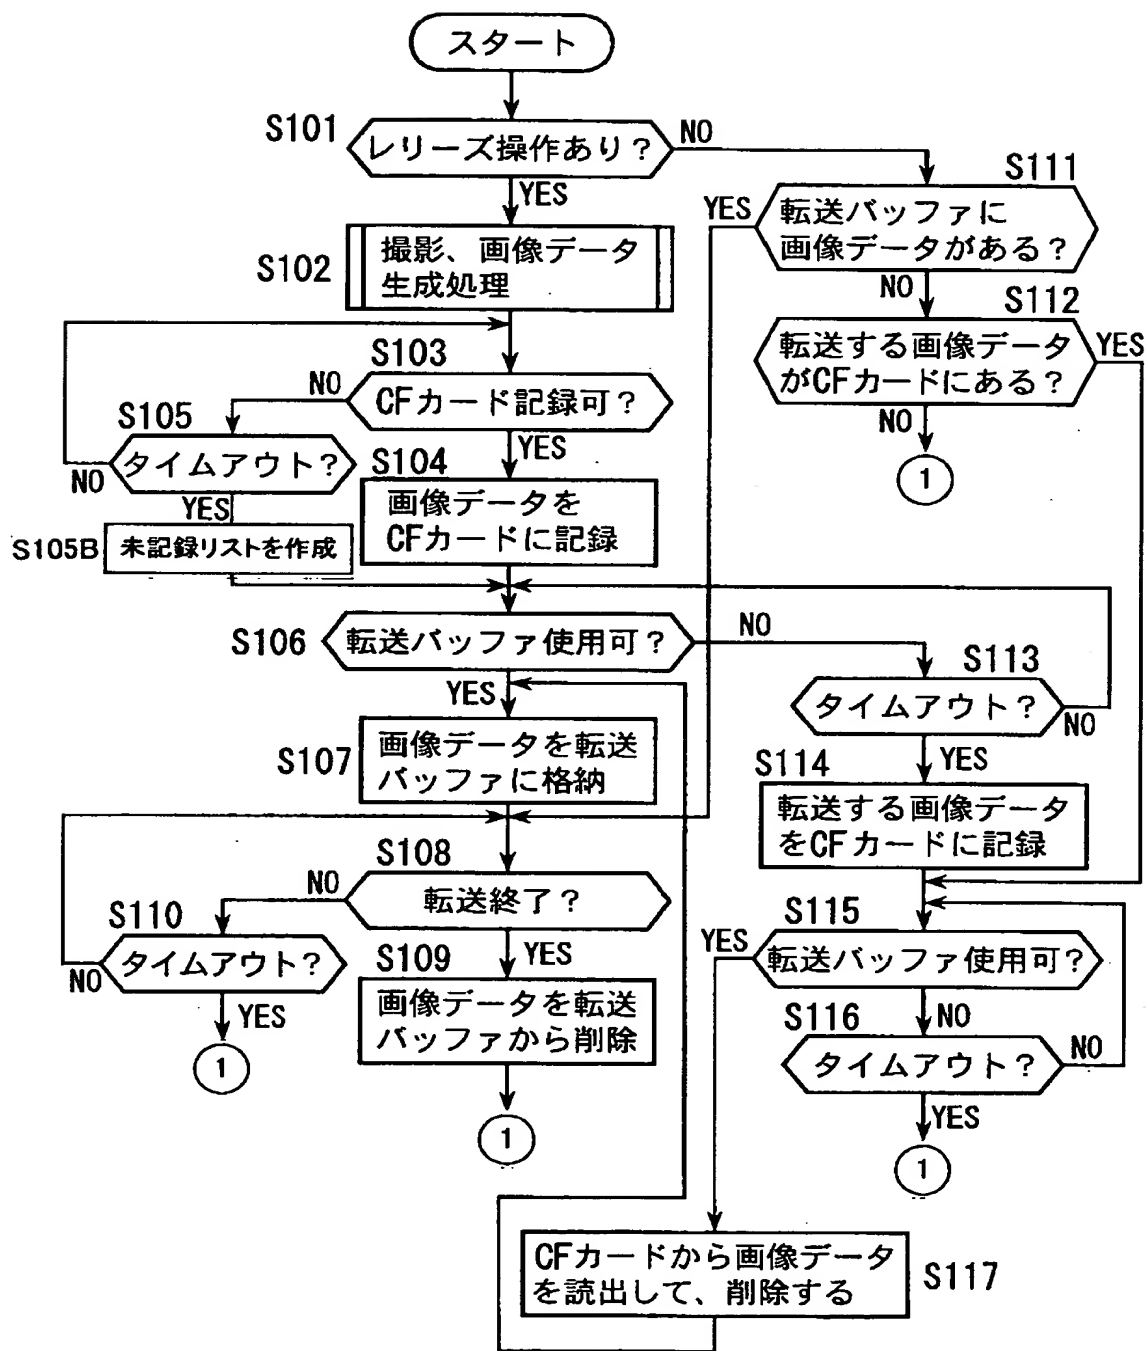 スタート
S101
レリーズ操作あり?
NO
YES
S102
撮影、画像データ
生成処理
S103
CFカード記録可?
NO
YES
S105
タイムアウト?
NO
YES
S105B
未記録リストを作成
S104
画像データを
CFカードに記録
S106
転送バッファ使用可?
NO
YES
S107
画像データを転送
バッファに格納
S108
転送終了?
NO
YES
S110
タイムアウト?
NO
YES
1
S109
画像データを転送
バッファから削除
1
S111
転送バッファに
画像データがある?
YES
NO
S112
転送する画像データ
がCFカードにある?
YES
NO
1
S113
タイムアウト?
NO
YES
S114
転送する画像データ
をCFカードに記録
S115
転送バッファ使用可?
YES
NO
S116
タイムアウト?
NO
YES
1
CFカードから画像データ
を読出して、削除する
S117